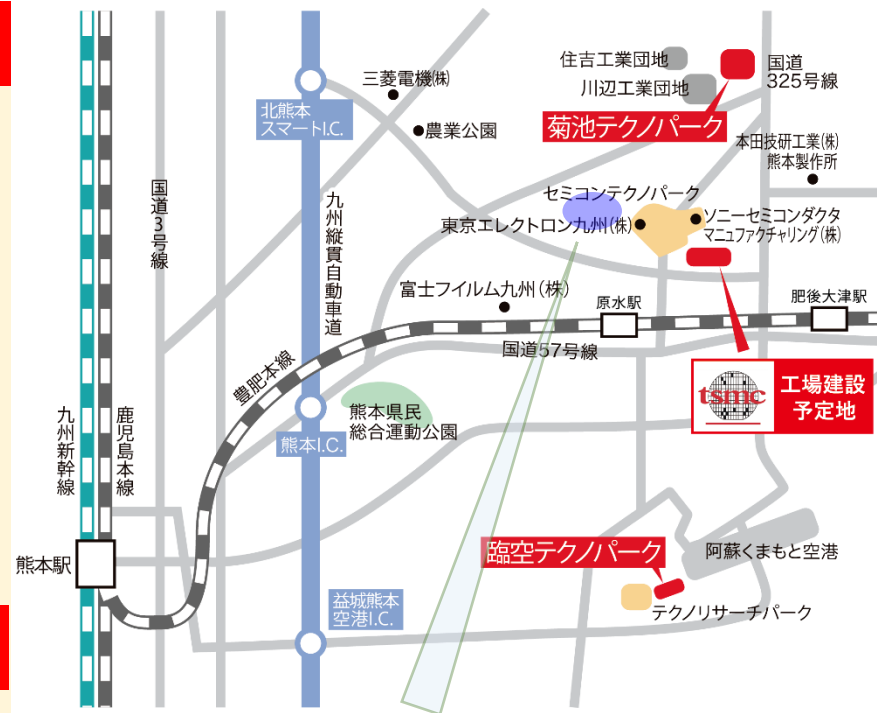 住吉工業団地
国道
325号線
三菱電機㈱
川辺工業団地
北熊本
スマートI.C.
菊池テクノパーク
農業公園
本田技研工業㈱
熊本製作所
国道3号線
九州縦貫自動車道
セミコンテクノパーク
東京エレクトロン九州㈱
ソニーセミコンダクタ
マニュファクチャリング㈱
富士フイルム九州(株)
原水駅
肥後大津駅
国道57号線
豊肥本線
tsmc
工場建設
予定地
九州新幹線
鹿児島本線
熊本県民
総合運動公園
熊本I.C.
熊本駅
臨空テクノパーク
阿蘇くまもと空港
益城熊本
空港I.C.
テクノリサーチパーク